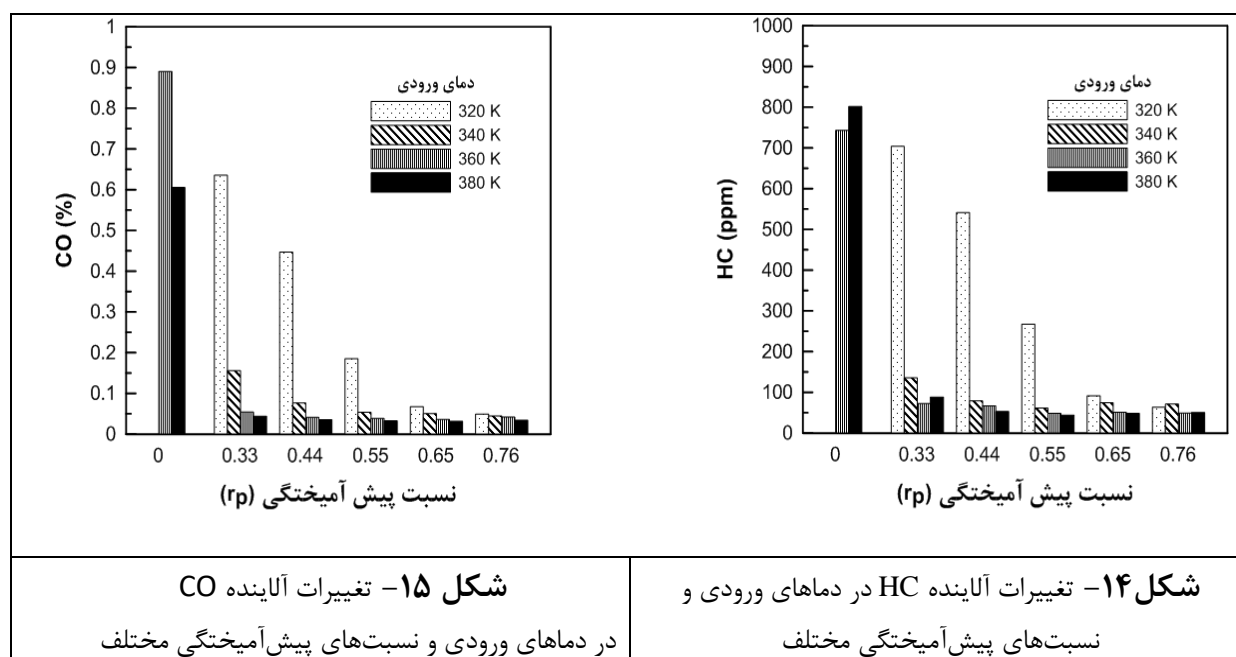 1
0.9
0.8
0.7
0.6
0.5
0.4
0.3
0.2
0.1
0
CO (%)
دمای ورودی
320 K
340 K
360 K
380 K
0 0.33 0.44 0.55 0.65 0.76
نسبت پیش آمیختگی (rp)
1000
900
800
700
600
500
400
300
200
100
0
HC (ppm)
دمای ورودی
320 K
340 K
360 K
380 K
0 0.33 0.44 0.55 0.65 0.76
نسبت پیش آمیختگی (rp)
شکل۱۴- تغییرات آلاینده HC در دماهای ورودی و
نسبت‌های پیش‌آمیختگی مختلف
شکل ۱۵- تغییرات آلاینده CO
در دماهای ورودی و نسبت‌های پیش‌آمیختگی مختلف